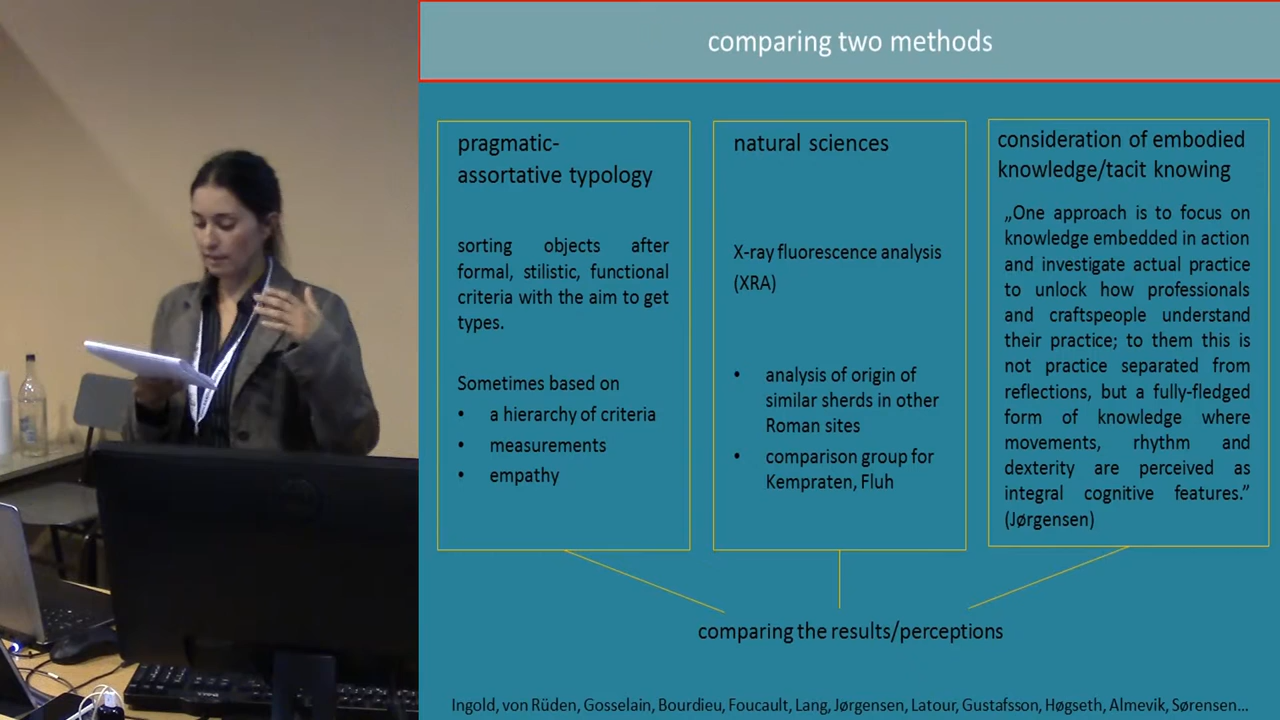 comparing two methods
pragmatic-
assortative typology
sorting objects after
formal, stilistic, functional
criteria with the aim to get
types.
Sometimes based on
• a hierarchy of criteria
• measurements
• empathy
natural sciences
X-ray fluorescence analysis
(XRA)
• analysis of origin of
similar sherds in other
Roman sites
• comparison group for
Kempraten, Fluh
consideration of embodied
knowledge/tacit knowing
„One approach is to focus on
knowledge embedded in action
and investigate actual practice
to unlock how professionals
and craftspeople understand
their practice; to them this is
not practice separated from
reflections, but a fully-fledged
form of knowledge where
movements, rhythm and
dexterity are perceived as
integral cognitive features.”
(Jørgensen)
comparing the results/perceptions
Ingold, von Rüden, Gosselain, Bourdieu, Foucault, Lang, Jørgensen, Latour, Gustafsson, Høgseth, Almevik, Sørensen...